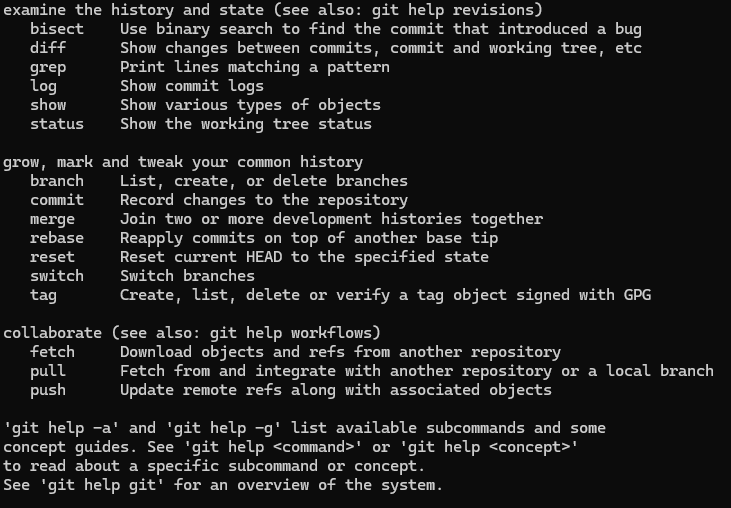 examine the history and state (see also: git help revisions)
   bisect    Use binary search to find the commit that introduced a bug
   diff      Show changes between commits, commit and working tree, etc
   grep      Print lines matching a pattern
   log       Show commit logs
   show      Show various types of objects
   status    Show the working tree status

grow, mark and tweak your common history
   branch    List, create, or delete branches
   commit    Record changes to the repository
   merge     Join two or more development histories together
   rebase    Reapply commits on top of another base tip
   reset     Reset current HEAD to the specified state
   switch    Switch branches
   tag       Create, list, delete or verify a tag object signed with GPG

collaborate (see also: git help workflows)
   fetch     Download objects and refs from another repository
   pull      Fetch from and integrate with another repository or a local branch
   push      Update remote refs along with associated objects

'git help -a' and 'git help -g' list available subcommands and some
concept guides. See 'git help <command>' or 'git help <concept>'
to read about a specific subcommand or concept.
See 'git help git' for an overview of the system.